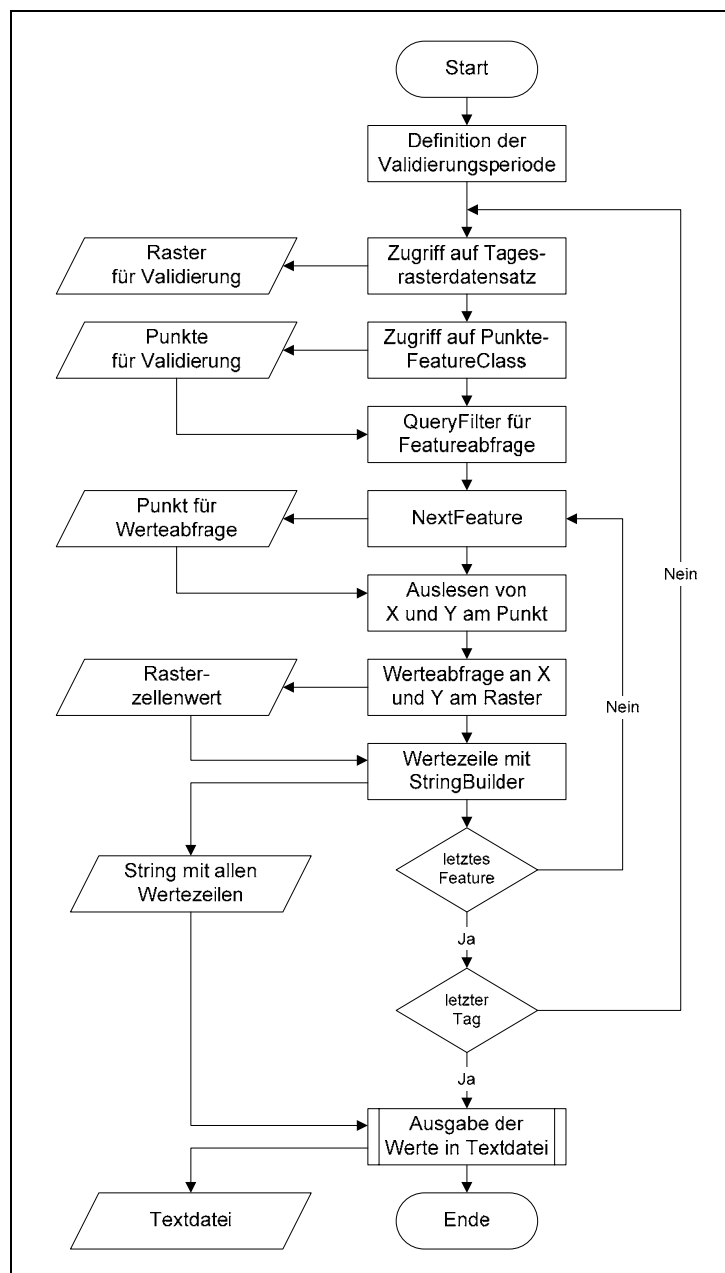 Start
Definition der
Validierungsperiode
Raster
für Validierung
Zugriff auf Tages-
rasterdatensatz
Punkte
für Validierung
Zugriff auf Punkte-
FeatureClass
QueryFilter für
Featureabfrage
Punkt für
Werteabfrage
NextFeature
Nein
Auslesen von
X und Y am Punkt
Raster-
zellenwert
Werteabfrage an X
und Y am Raster
Nein
Wertezeile mit
StringBuilder
String mit allen
Wertezeilen
letztes
Feature
Ja
letzter
Tag
Ja
Ausgabe der
Werte in Textdatei
Textdatei
Ende